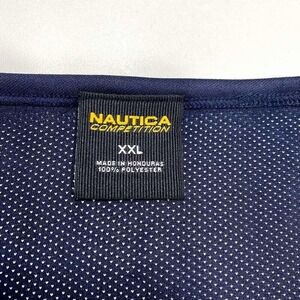 NAUTICA
COMPETITION
XXL
MADE IN HONDURAS
100% POLYESTER